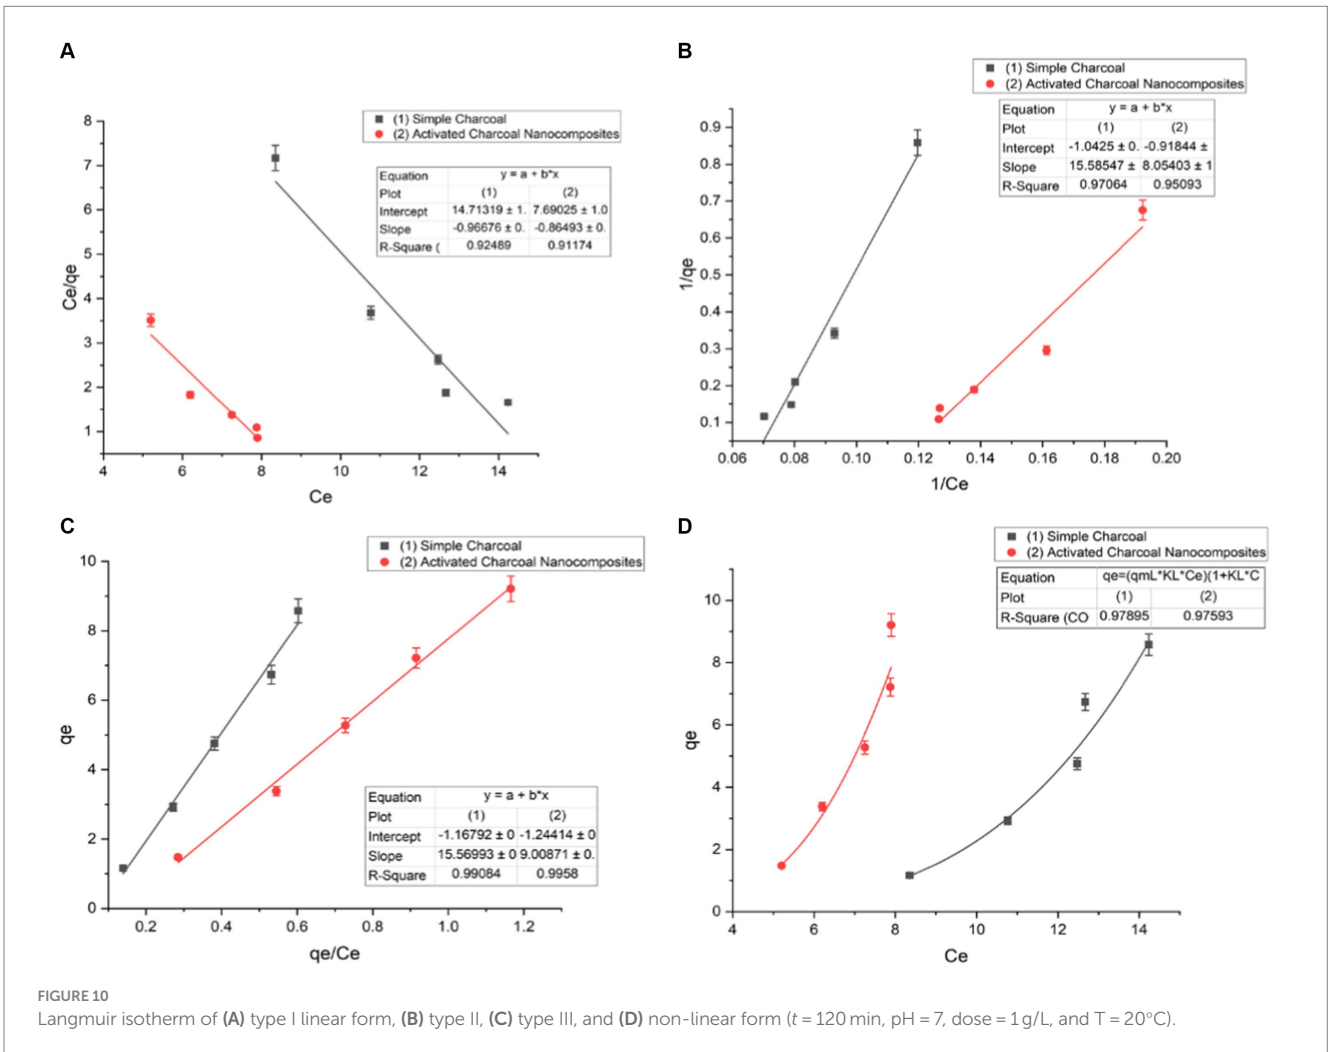 A
(1) Simple Charcoal
(2) Activated Charcoal Nanocomposites
Equation y = a + b*x
Plot (1) (2)
Intercept 14.71319 ± 1. 7.69025 ± 1.0
Slope -0.96676 ± 0. -0.86493 ± 0.
R-Square ( 0.92489 0.91174
Ce/qe
8
7
6
5
4
3
2
1
4 6 8 10 12 14
Ce
B
(1) Simple Charcoal
(2) Activated Charcoal Nanocomposites
Equation y = a + b*x
Plot (1) (2)
Intercept -1.0425 ± 0. -0.91844 ±
Slope 15.58547 ± 8.05403 ± 1
R-Square 0.97064 0.95093
1/qe
0.9
0.8
0.7
0.6
0.5
0.4
0.3
0.2
0.1
0.06 0.08 0.10 0.12 0.14 0.16 0.18 0.20
1/Ce
C
(1) Simple Charcoal
(2) Activated Charcoal Nanocomposites
qe
10
8
6
4
2
0
Equation y = a + b*x
Plot (1) (2)
Intercept -1.16792 ± 0 -1.24414 ± 0
Slope 15.56993 ± 0 9.00871 ± 0.
R-Square 0.99084 0.9958
0.2 0.4 0.6 0.8 1.0 1.2
qe/Ce
D
(1) Simple Charcoal
(2) Activated Charcoal Nanocomposites
Equation qe=(qmL*KL*Ce)(1+KL*C
Plot (1) (2)
R-Square (CO 0.97895 0.97593
qe
10
8
6
4
2
0
4 6 8 10 12 14
Ce
FIGURE 10
Langmuir isotherm of (A) type I linear form, (B) type II, (C) type III, and (D) non-linear form (t = 120 min, pH = 7, dose = 1 g/L, and T = 20°C).